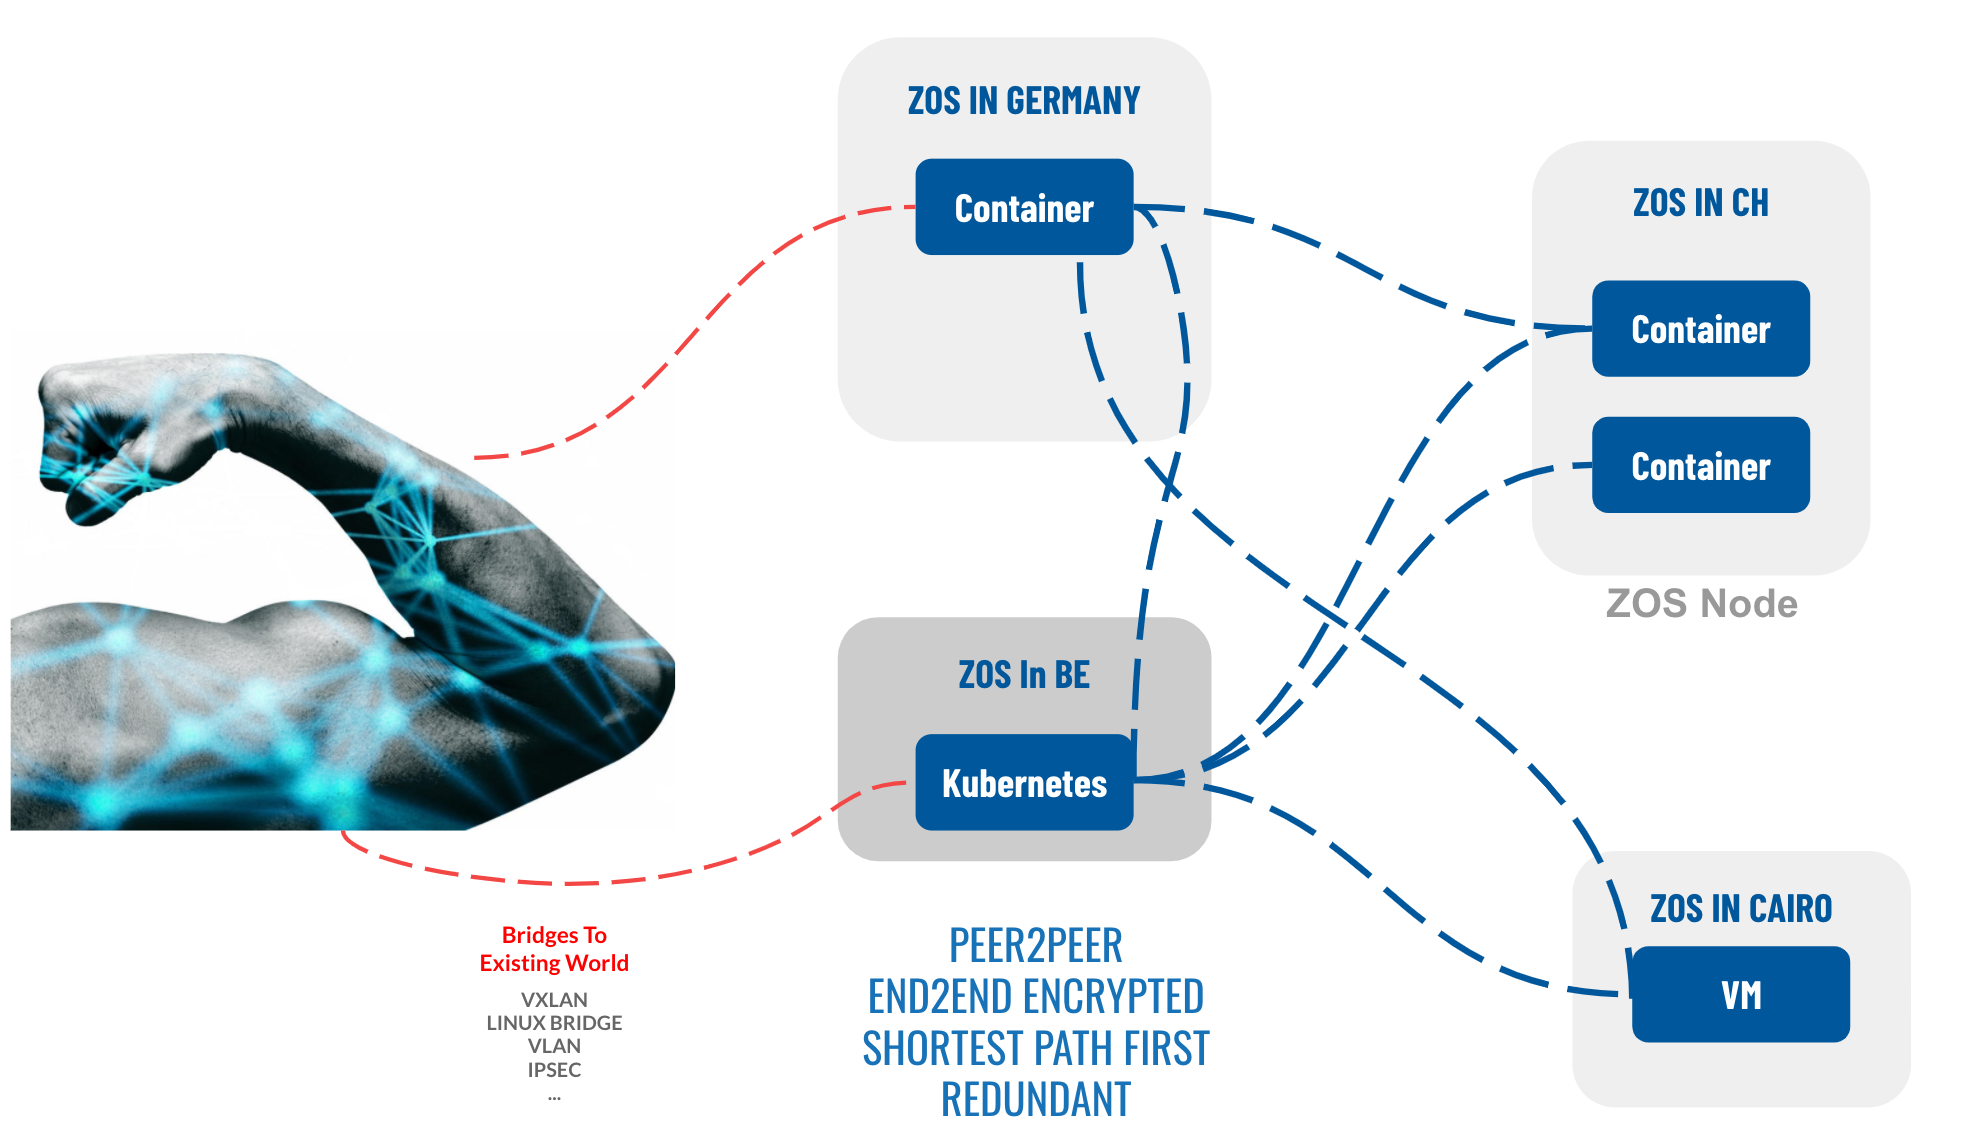 ZOS IN GERMANY
Container
ZOS IN CH
Container
Container
ZOS Node
ZOS In BE
Kubernetes
ZOS IN CAIRO
VM
Bridges To
Existing World
VXLAN
LINUX BRIDGE
VLAN
IPSEC
...
PEER2PEER
END2END ENCRYPTED
SHORTEST PATH FIRST
REDUNDANT